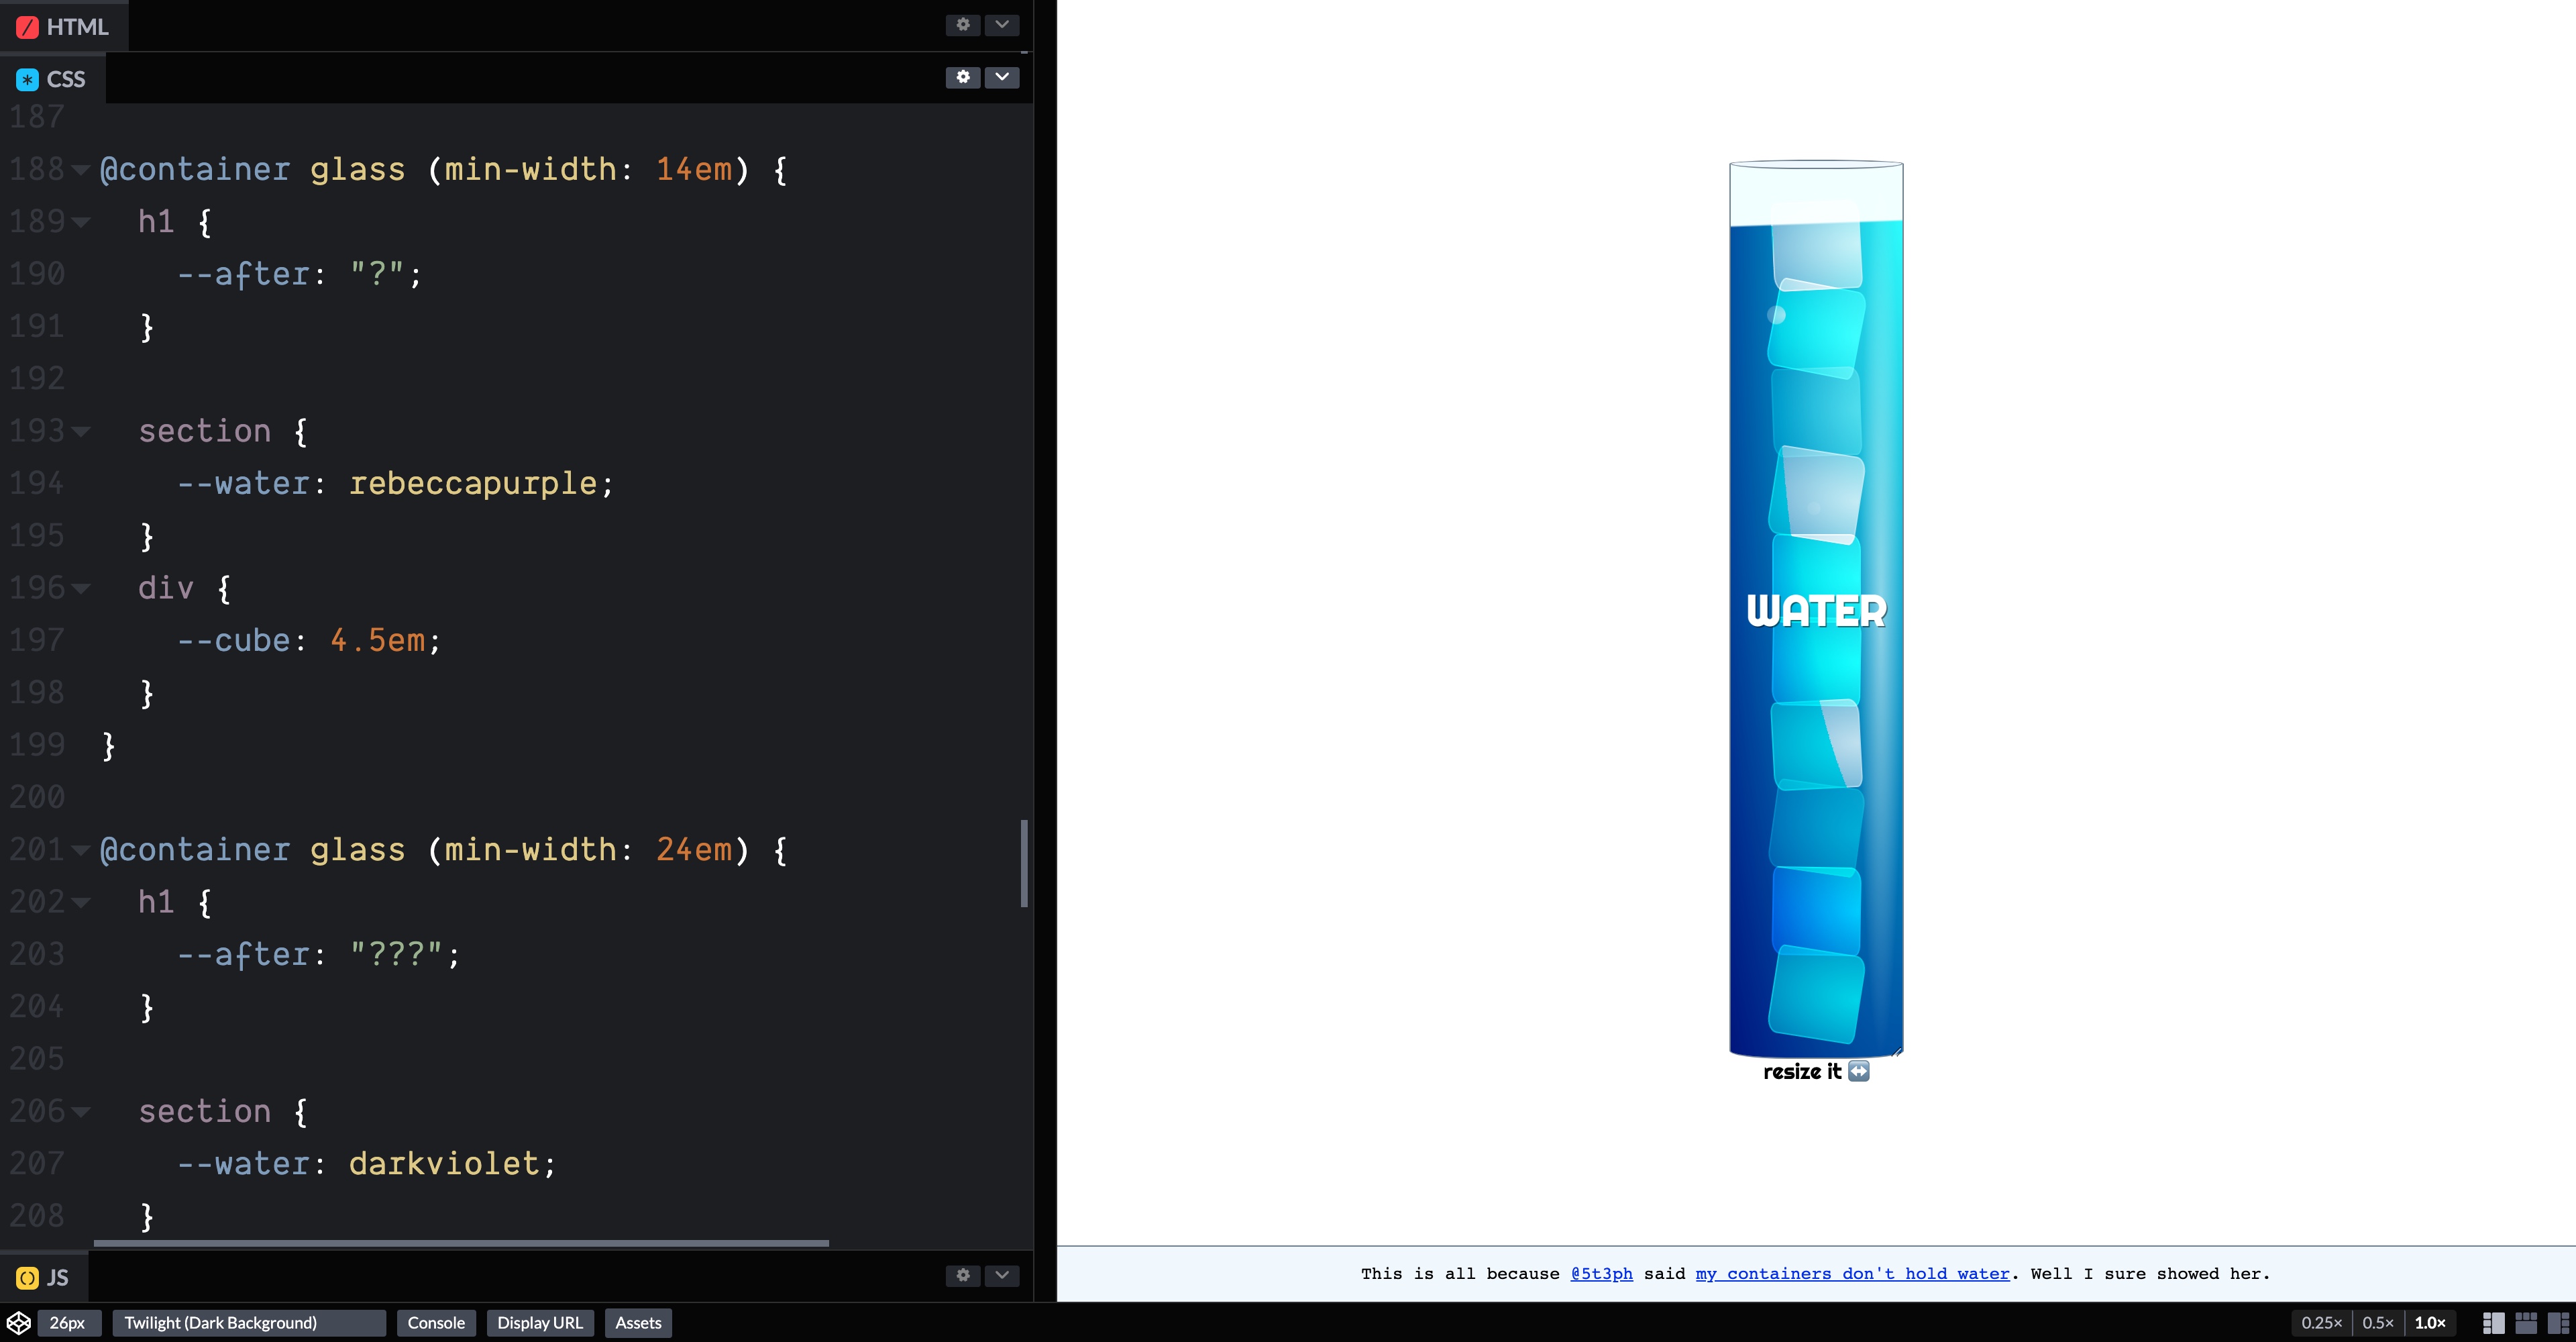 HTML
CSS
187
188 @container glass (min-width: 14em) {
189 h1 {
190 --after: "?";
191 }
192
193 section {
194 --water: rebeccapurple;
195 }
196 div {
197 --cube: 4.5em;
198 }
199 }
200
201 @container glass (min-width: 24em) {
202 h1 {
203 --after: "???";
204 }
205
206 section {
207 --water: darkviolet;
208 }
JS
WATER
resize it ↔️
This is all because @5t3ph said my containers don't hold water. Well I sure showed her.
26px Twilight (Dark Background) Console Display URL Assets 0.25× 0.5× 1.0×